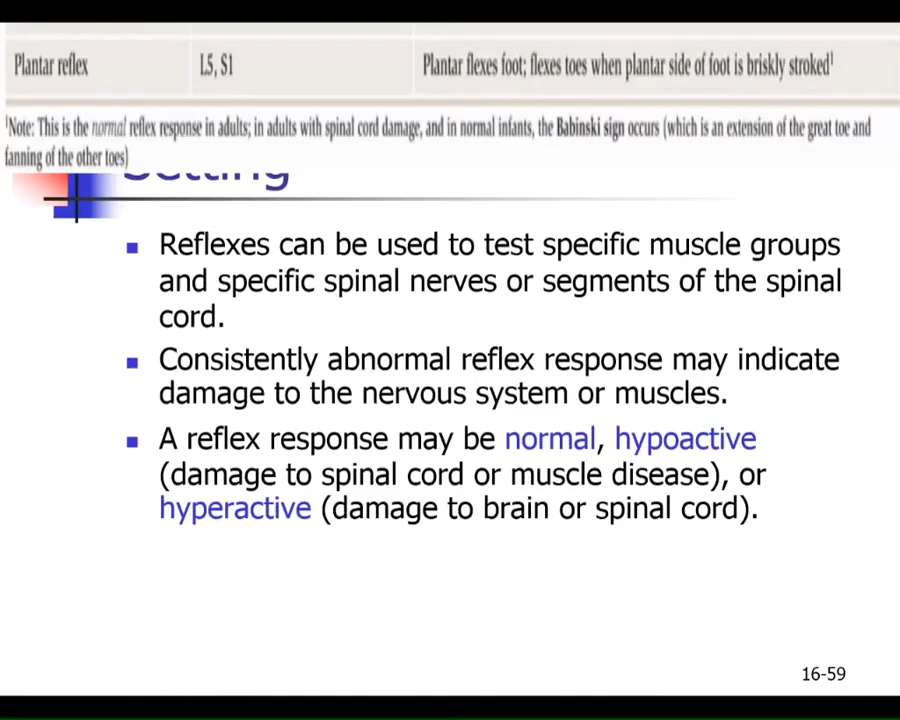 Plantar reflex L5, S1 Plantar flexes foot; flexes toes when plantar side of foot is briskly stroked¹
¹Note: This is the normal reflex response in adults; in adults with spinal cord damage, and in normal infants, the Babinski sign occurs (which is an extension of the great toe and
fanning of the other toes)
Setting
Reflexes can be used to test specific muscle groups
and specific spinal nerves or segments of the spinal
cord.
Consistently abnormal reflex response may indicate
damage to the nervous system or muscles.
A reflex response may be normal, hypoactive
(damage to spinal cord or muscle disease), or
hyperactive (damage to brain or spinal cord).
16-59